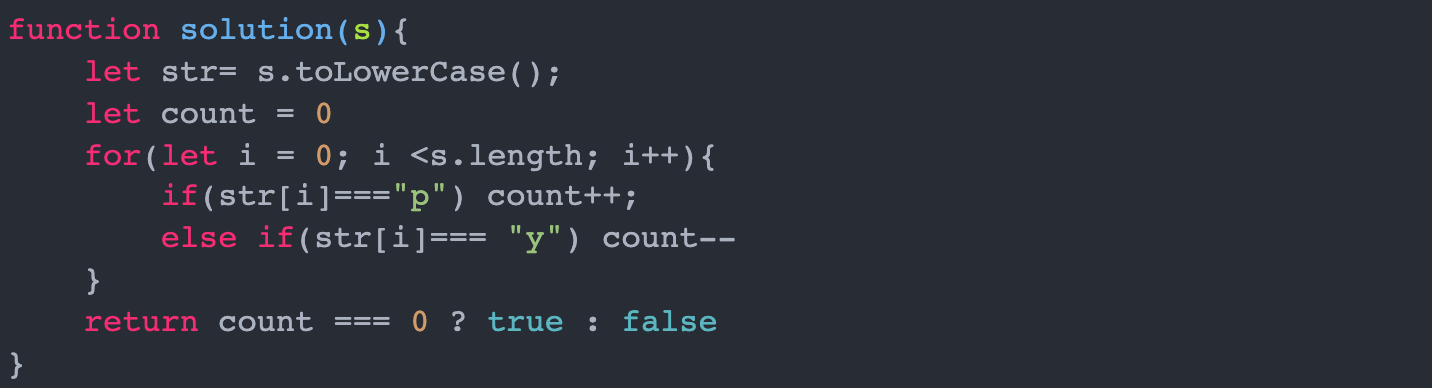 function solution(s){
    let str= s.toLowerCase();
    let count = 0
    for(let i = 0; i <s.length; i++){
        if(str[i]==="p") count++;
        else if(str[i]=== "y") count--
    }
    return count === 0 ? true : false
}